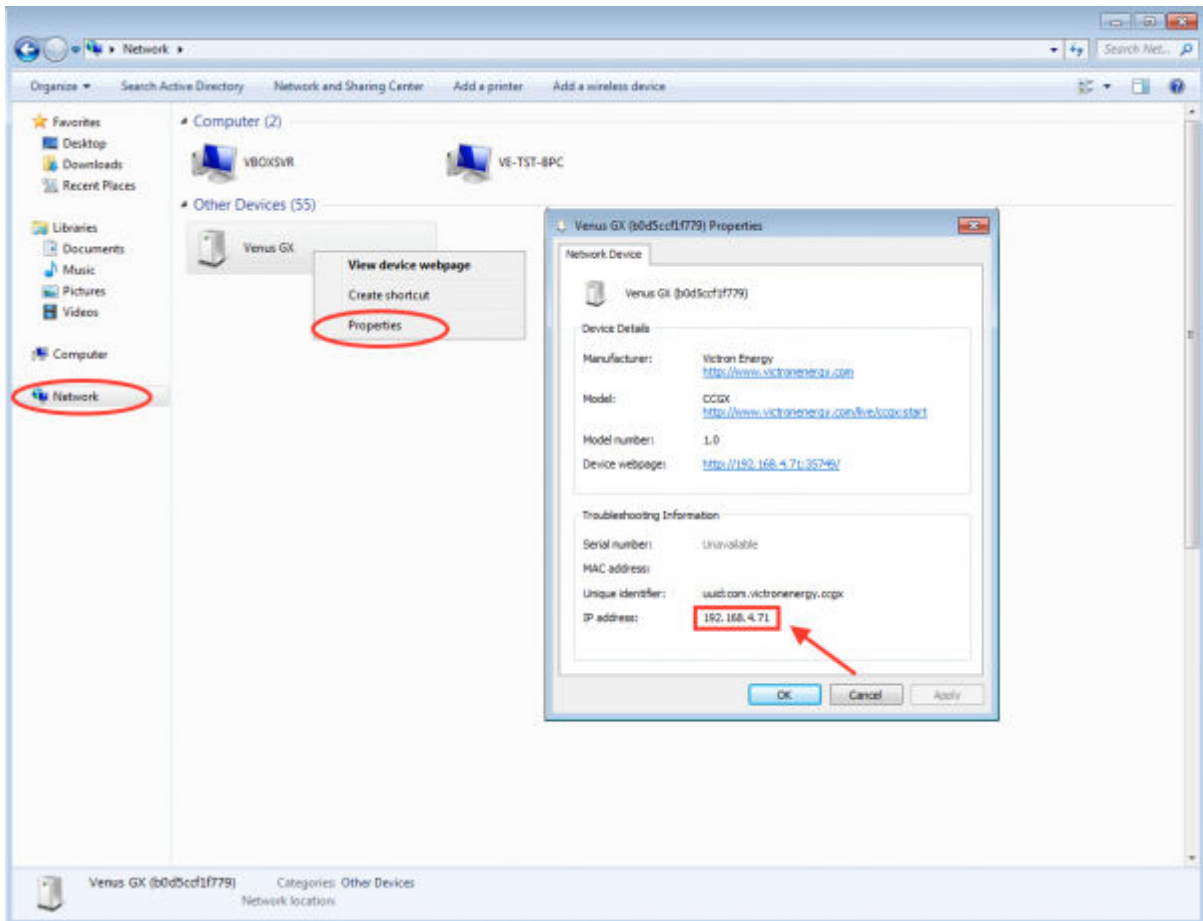 Network
Search Net...
Organize
Search Active Directory
Network and Sharing Center
Add a printer
Add a wireless device
Favorites
Desktop
Downloads
Recent Places
Libraries
Documents
Music
Pictures
Videos
Computer
Network
Computer (2)
VBOXSVR
VE-TST-8PC
Other Devices (55)
Venus GX
View device webpage
Create shortcut
Properties
Venus GX (b0d5ccf1f779) Properties
Network Device
Venus GX (b0d5ccf1f779)
Device Details
Manufacturer: Victron Energy
http://www.victronenergy.com
Model: CCGX
http://www.victronenergy.com/live/ccgx:start
Model number: 1.0
Device webpage: http://192.168.4.71:35749/
Troubleshooting Information
Serial number: Unavailable
MAC address:
Unique identifier: uuid:com.victronenergy.ccgx
IP address: 192.168.4.71
OK
Cancel
Apply
Venus GX (b0d5ccf1f779) Categories: Other Devices
Network location: